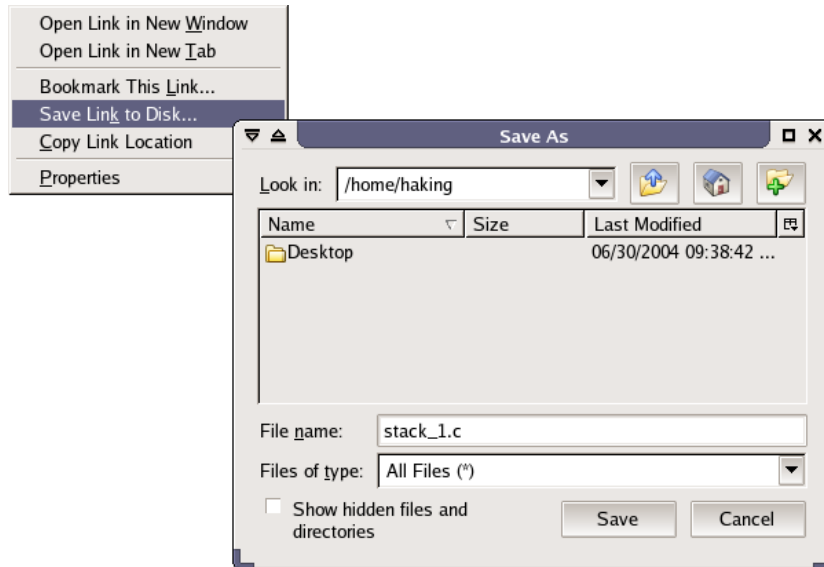 Open Link in New Window
Open Link in New Tab
Bookmark This Link...
Save Link to Disk...
Copy Link Location
Properties
Save As
Look in: /home/haking
Name Size Last Modified
Desktop 06/30/2004 09:38:42 ...
File name: stack_1.c
Files of type: All Files (*)
Show hidden files and
directories
Save Cancel